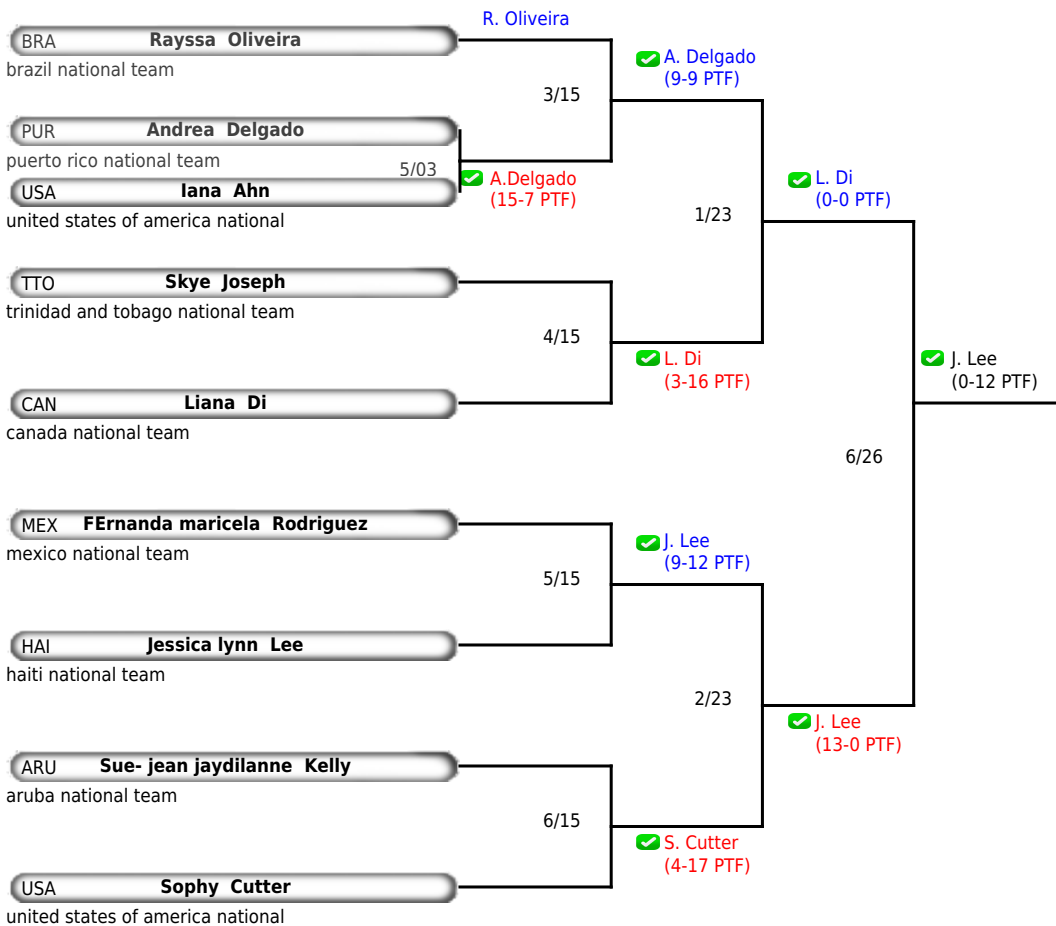 R. Oliveira
BRA Rayssa Oliveira
brazil national team
A. Delgado
(9-9 PTF)
3/15
PUR Andrea Delgado
puerto rico national team
5/03
A.Delgado
(15-7 PTF)
USA Iana Ahn
united states of america national
L. Di
(0-0 PTF)
1/23
TTO Skye Joseph
trinidad and tobago national team
4/15
L. Di
(3-16 PTF)
J. Lee
(0-12 PTF)
CAN Liana Di
canada national team
6/26
MEX FErnanda maricela Rodriguez
mexico national team
J. Lee
(9-12 PTF)
5/15
HAI Jessica lynn Lee
haiti national team
2/23
J. Lee
(13-0 PTF)
ARU Sue- jean jaydilanne Kelly
aruba national team
6/15
S. Cutter
(4-17 PTF)
USA Sophy Cutter
united states of america national